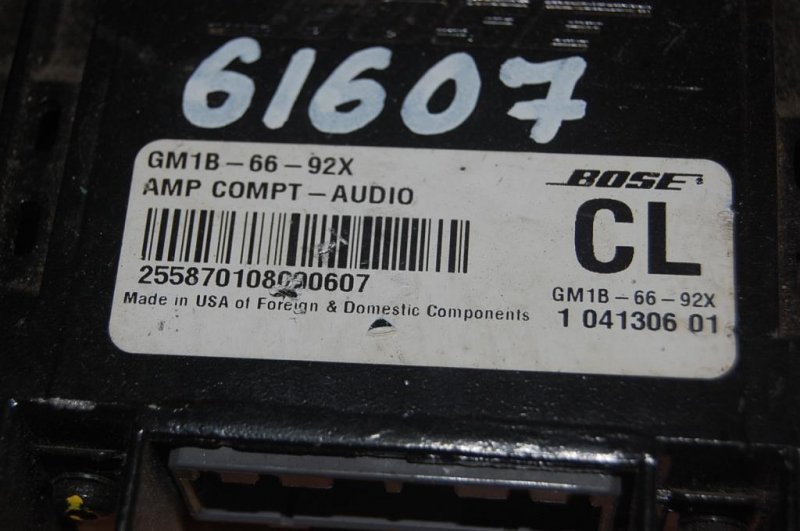 61607
GM1B-66-92X
AMP COMPT-AUDIO
BOSE
CL
255870108000607
Made in USA of Foreign & Domestic Components
GM1B-66-92X
1 041306 01